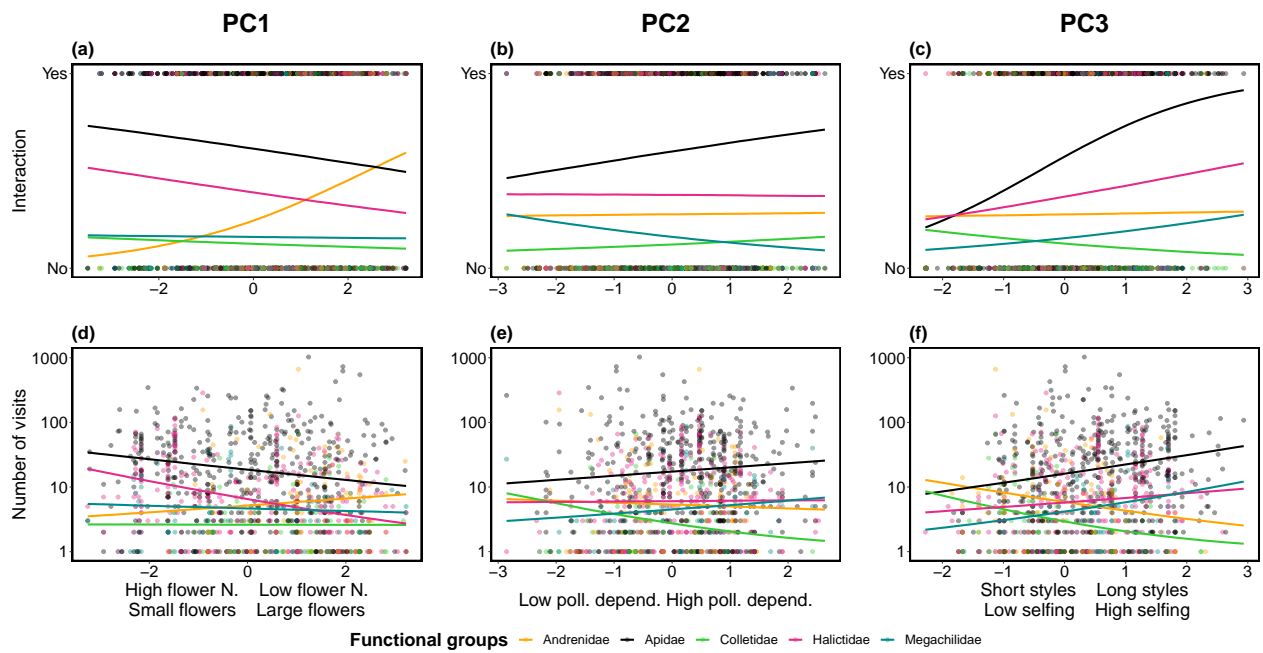 PC1 PC2 PC3
(a) (b) (c)
Yes Yes Yes
Interaction
No No No
−2 0 2 −3 −2 −1 0 1 2 3 −3 −2 −1 0 1 2 3
(d) (e) (f)
1000 1000 1000
100 100 100
Number of visits
10 10 10
1 1 1
−2 0 2 −3 −2 −1 0 1 2 3 −3 −2 −1 0 1 2 3
High flower N. Low flower N. Low poll. depend. High poll. depend. Short styles Long styles
Small flowers Large flowers Low selfing High selfing
Functional groups Andrenidae Apidae Colletidae Halictidae Megachilidae